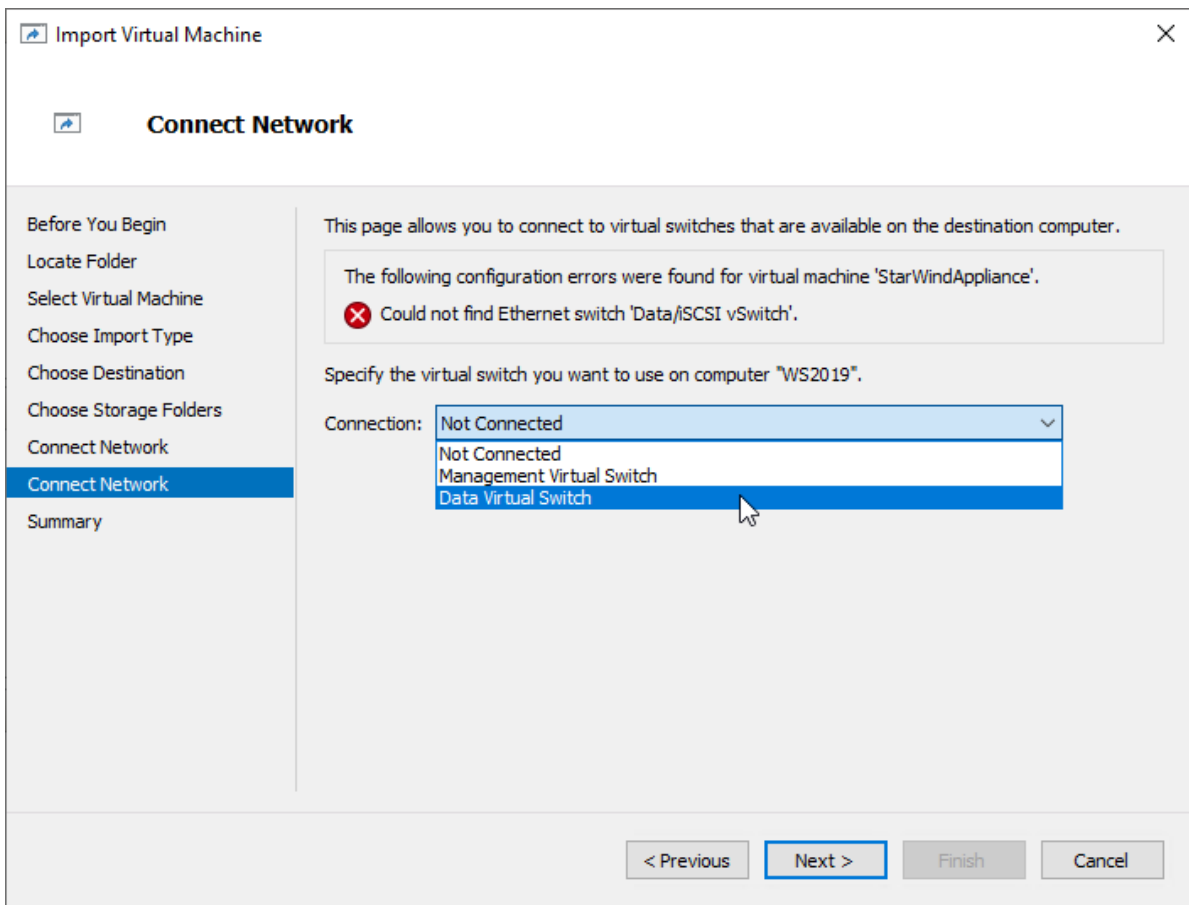 Import Virtual Machine
Connect Network
Before You Begin
Locate Folder
Select Virtual Machine
Choose Import Type
Choose Destination
Choose Storage Folders
Connect Network
Connect Network
Summary
This page allows you to connect to virtual switches that are available on the destination computer.
The following configuration errors were found for virtual machine 'StarWindAppliance'.
Could not find Ethernet switch 'Data/iSCSI vSwitch'.
Specify the virtual switch you want to use on computer "WS2019".
Connection: Not Connected
Not Connected
Management Virtual Switch
Data Virtual Switch
< Previous Next > Finish Cancel